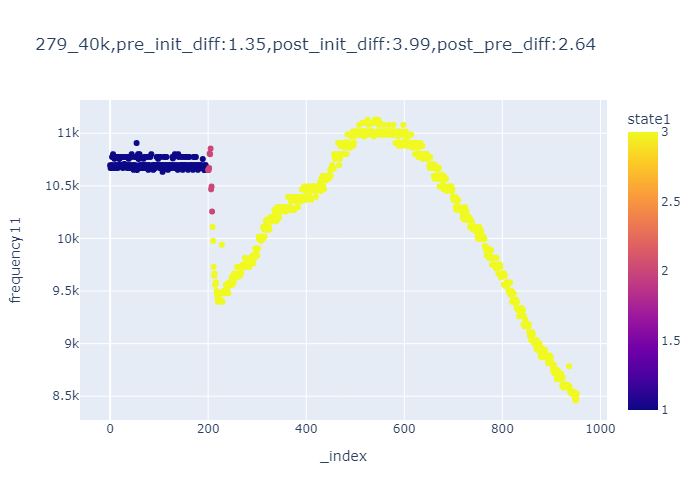 279_40k,pre_init_diff:1.35,post_init_diff:3.99,post_pre_diff:2.64
state1
3
2.5
2
1.5
1
frequency11
11k
10.5k
10k
9.5k
9k
8.5k
0
200
400
600
800
1000
_index